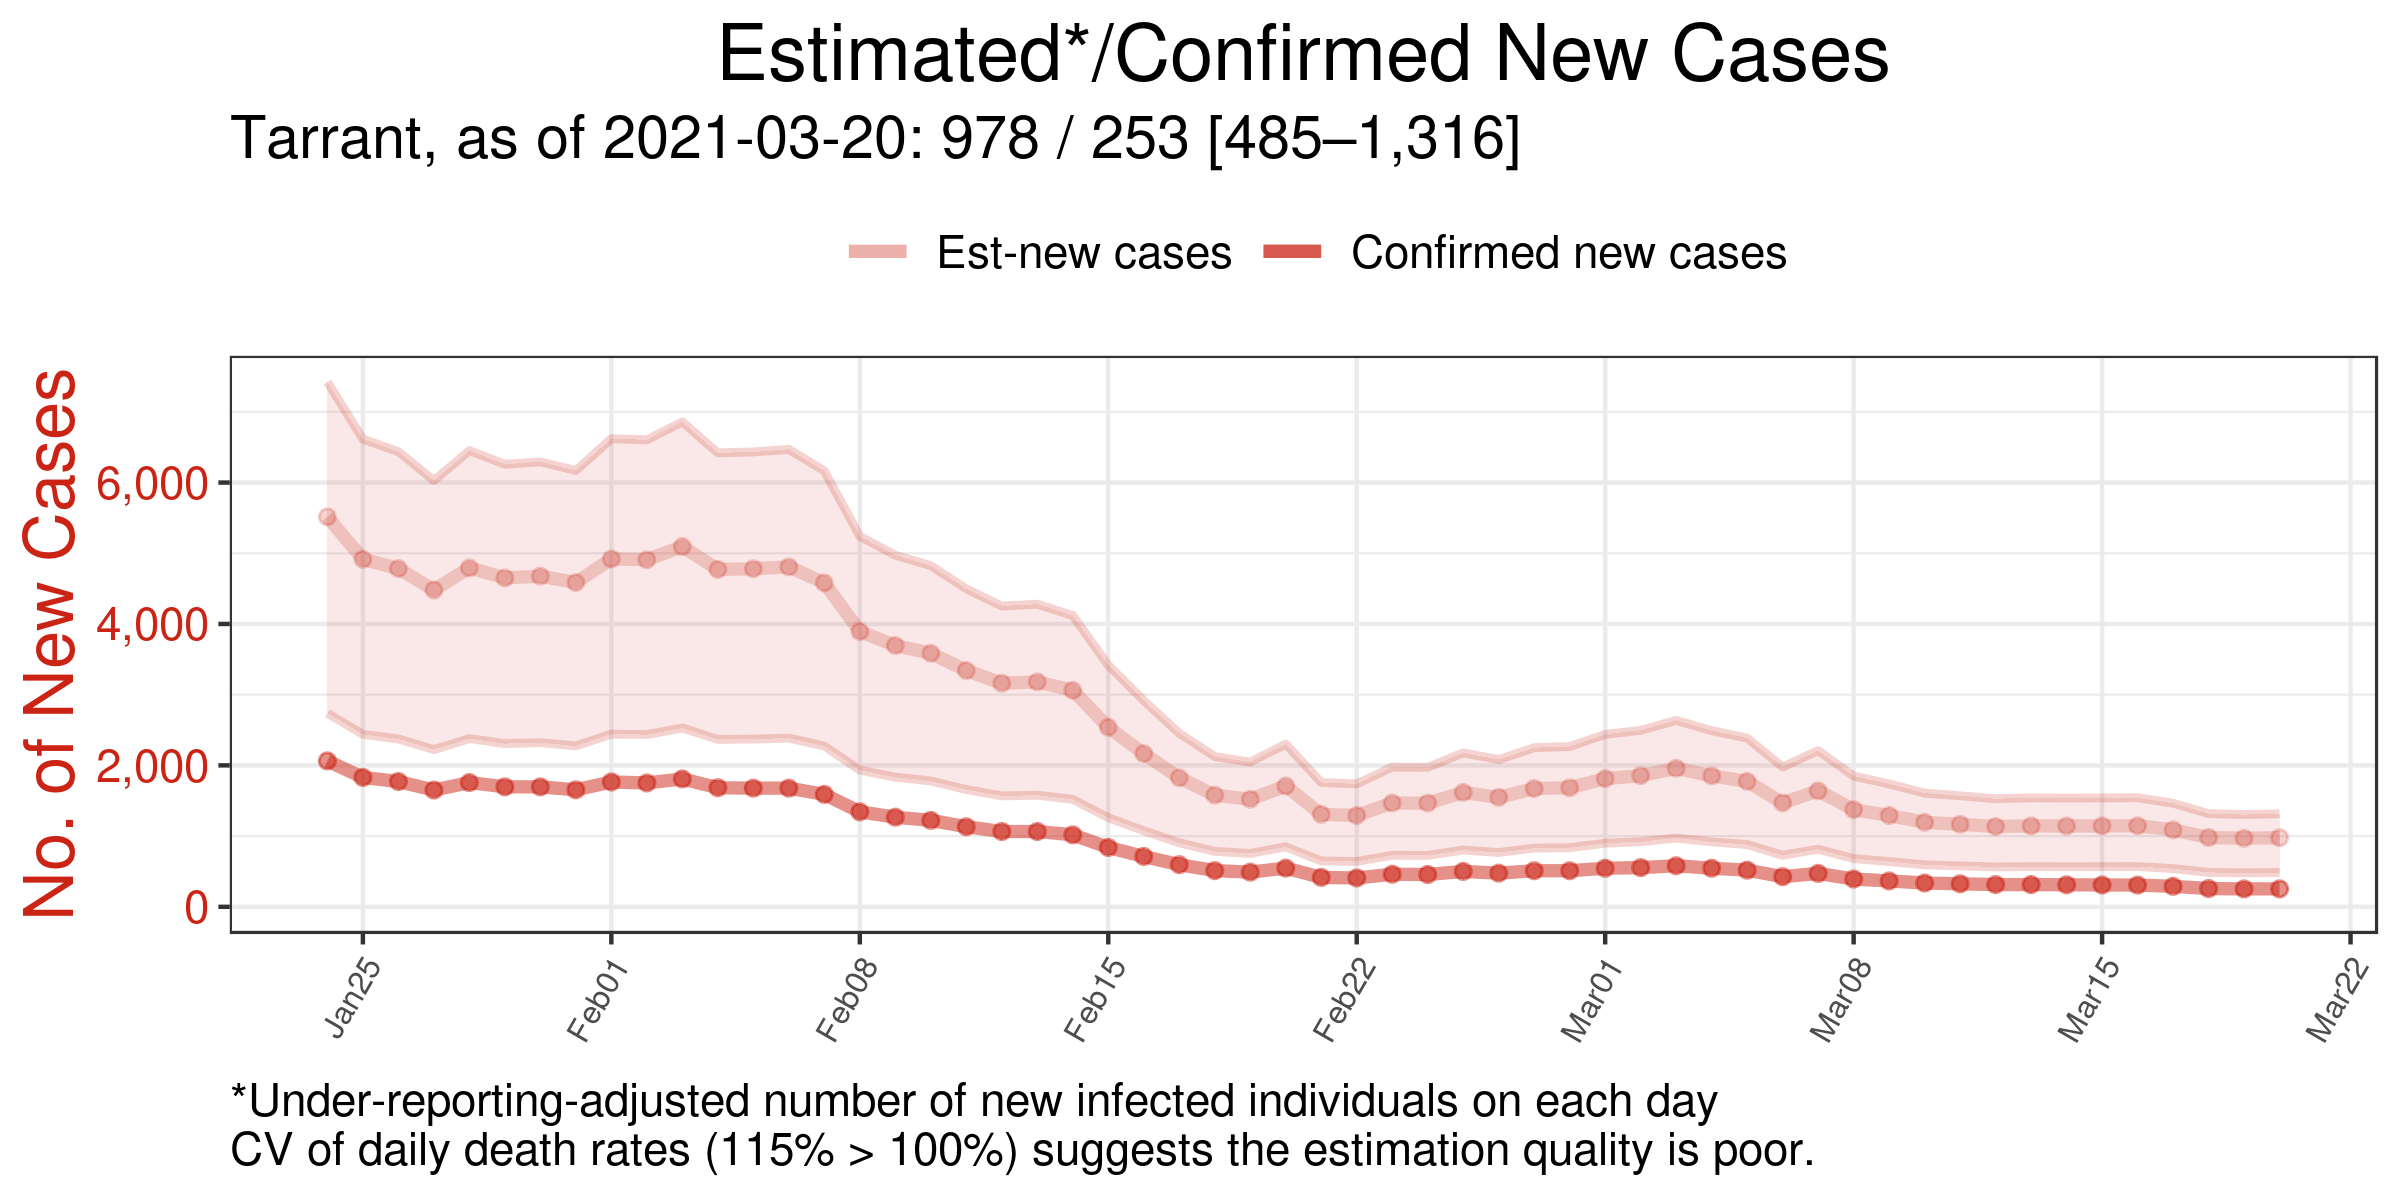 Estimated*/Confirmed New Cases
Tarrant, as of 2021-03-20: 978 / 253 [485–1,316]
Est-new cases
Confirmed new cases
No. of New Cases
6,000
4,000
2,000
0
Jan25
Feb01
Feb08
Feb15
Feb22
Mar01
Mar08
Mar15
Mar22
*Under-reporting-adjusted number of new infected individuals on each day
CV of daily death rates (115% > 100%) suggests the estimation quality is poor.